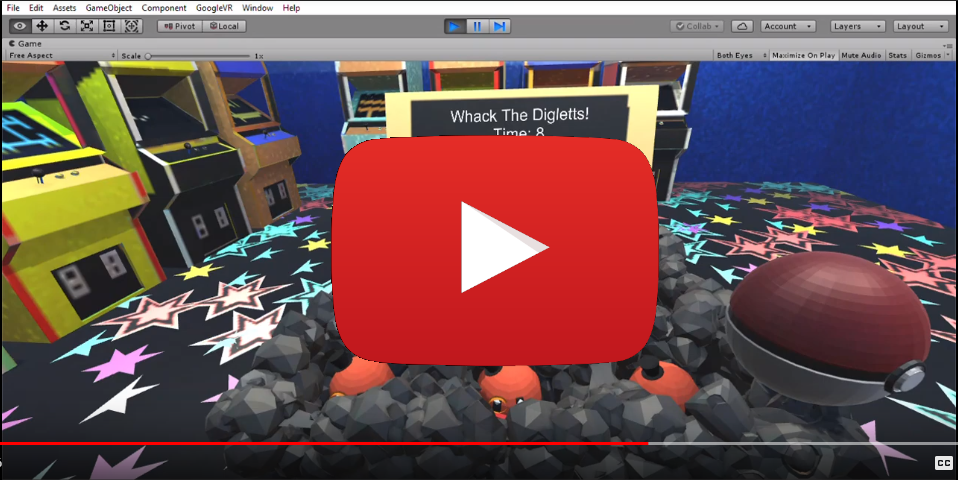 File Edit Assets GameObject Component GoogleVR Window Help
Pivot Local Collab Account Layers Layout
Game
Free Aspect Scale 1x Both Eyes Maximize On Play Mute Audio Stats Gizmos
Whack The Digletts!
Time: 8
CC